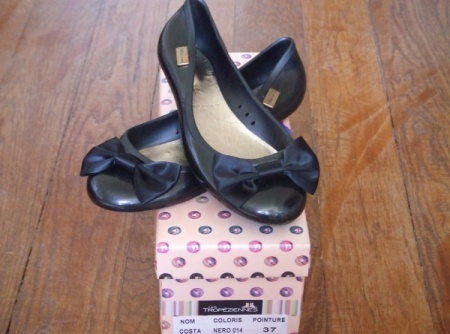 LES
TROPEZIENNES
NOM COLORIS POINTURE
COSTA NERO 014 37